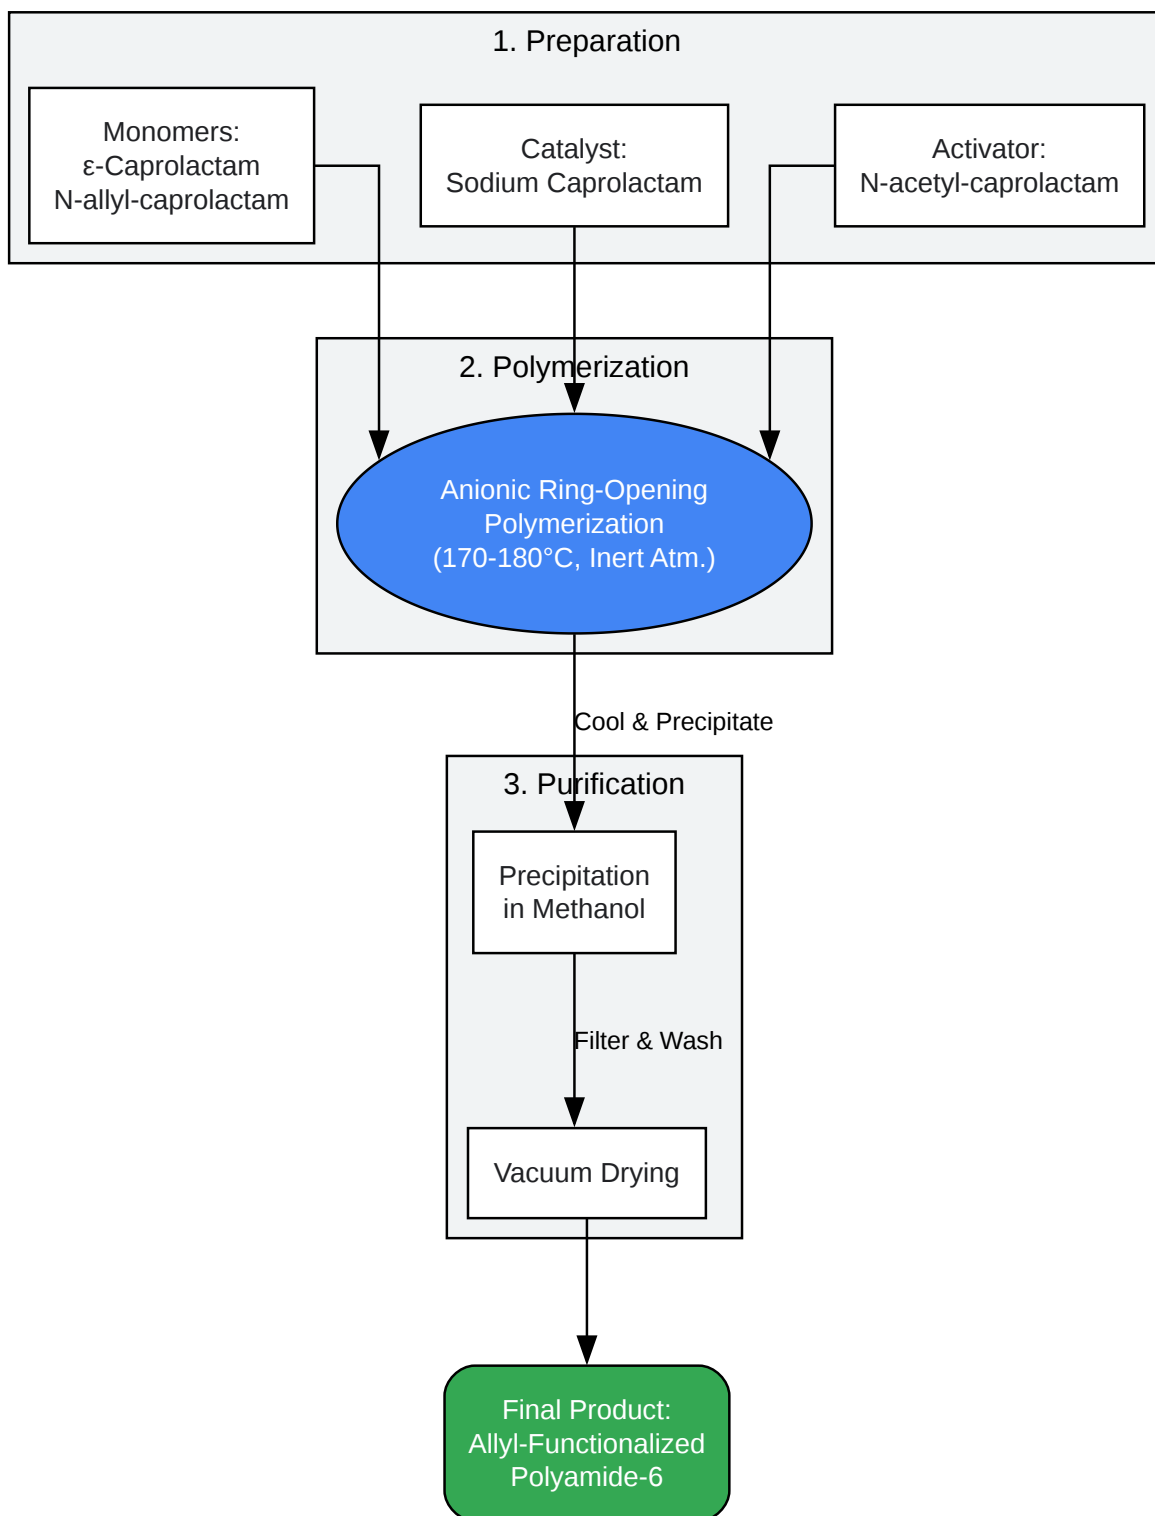 1. Preparation
Monomers:
ε-Caprolactam
N-allyl-caprolactam
Catalyst:
Sodium Caprolactam
Activator:
N-acetyl-caprolactam
2. Polymerization
Anionic Ring-Opening
Polymerization
(170-180°C, Inert Atm.)
Cool & Precipitate
3. Purification
Precipitation
in Methanol
Filter & Wash
Vacuum Drying
Final Product:
Allyl-Functionalized
Polyamide-6